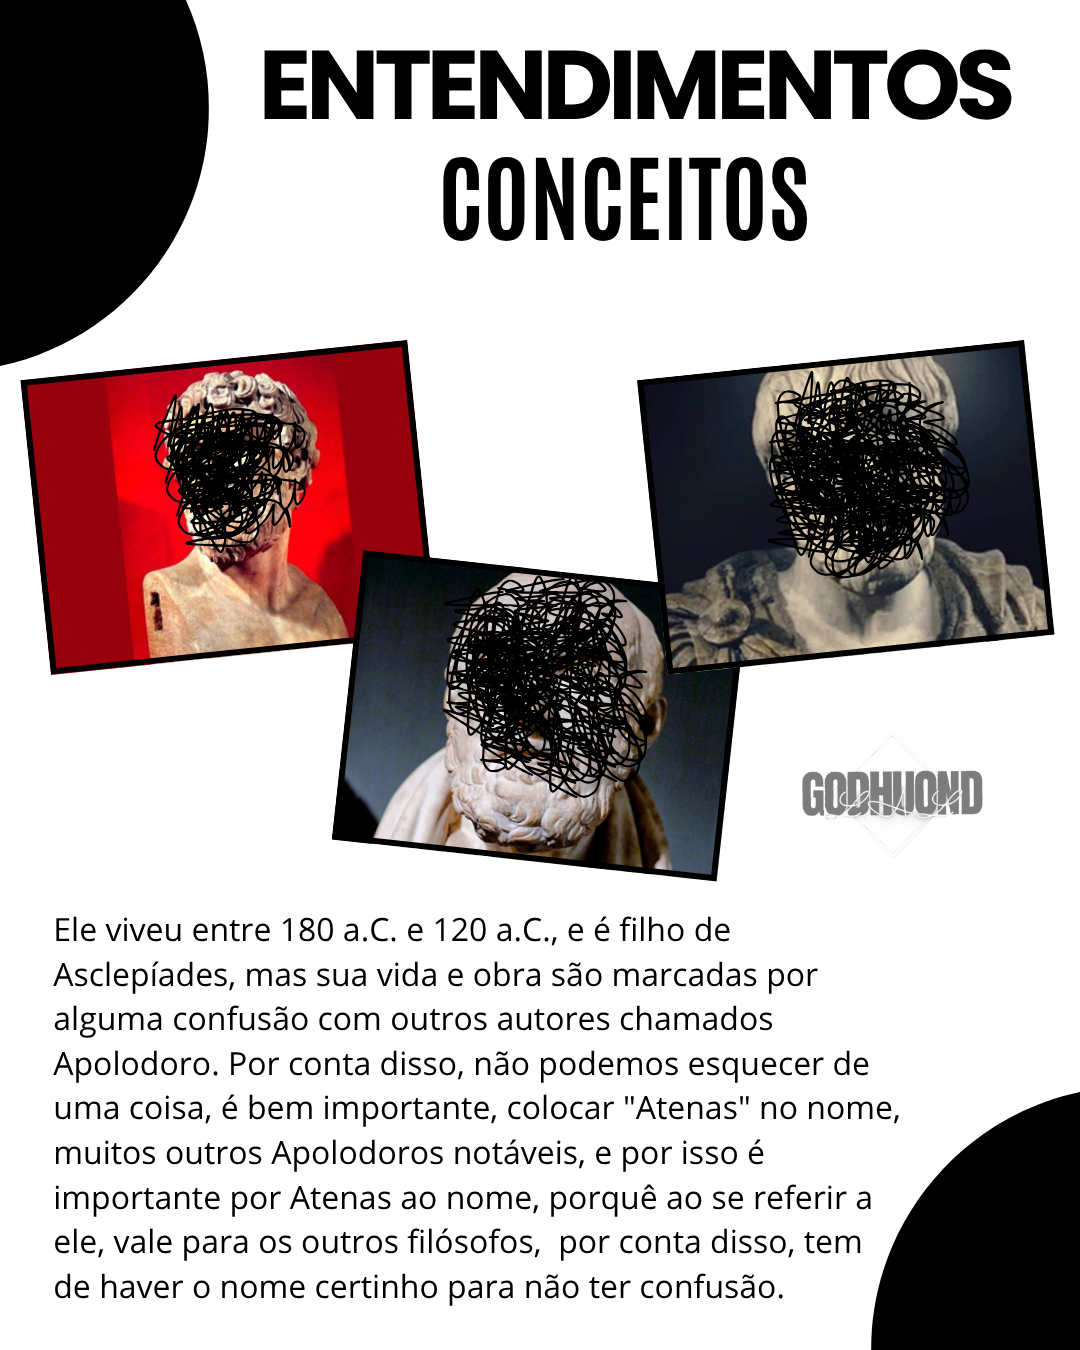 ENTENDIMENTOS
CONCEITOS
GODHUOND
Ele viveu entre 180 a.C. e 120 a.C., e é filho de
Asclepíades, mas sua vida e obra são marcadas por
alguma confusão com outros autores chamados
Apolodoro. Por conta disso, não podemos esquecer de
uma coisa, é bem importante, colocar "Atenas" no nome,
muitos outros Apolodoros notáveis, e por isso é
importante por Atenas ao nome, porquê ao se referir a
ele, vale para os outros filósofos,  por conta disso, tem
de haver o nome certinho para não ter confusão.